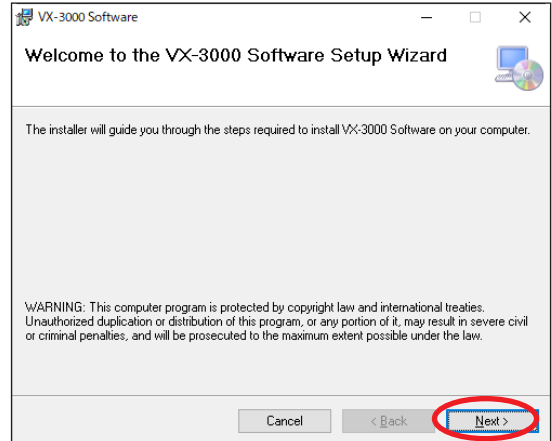 VX-3000 Software
Welcome to the VX-3000 Software Setup Wizard
The installer will guide you through the steps required to install VX-3000 Software on your computer.
WARNING: This computer program is protected by copyright law and international treaties.
Unauthorized duplication or distribution of this program, or any portion of it, may result in severe civil
or criminal penalties, and will be prosecuted to the maximum extent possible under the law.
Cancel < Back Next >